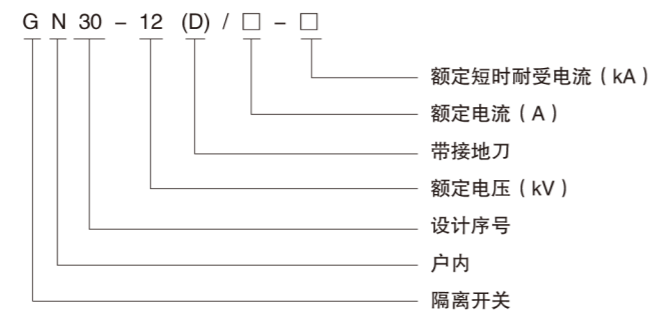 G N 30 - 12 (D) / □ - □
额定短时耐受电流（kA）
额定电流（A）
带接地刀
额定电压（kV）
设计序号
户内
隔离开关